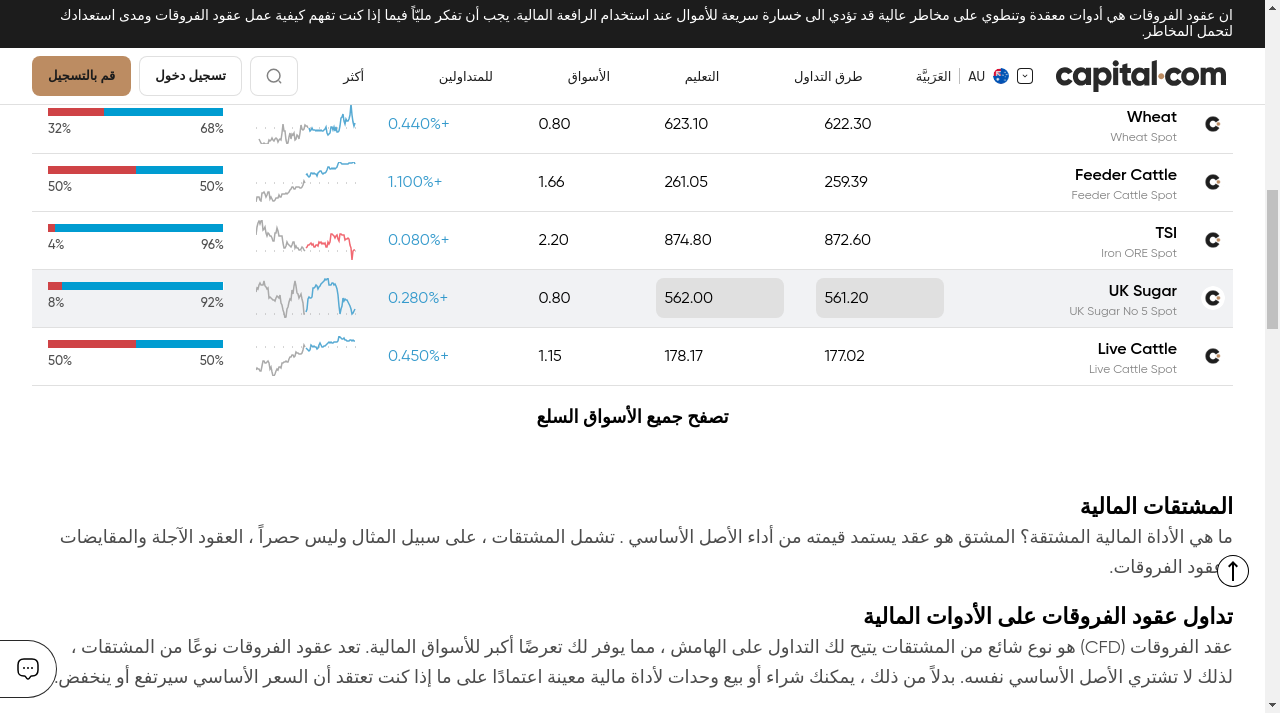 ان عقود الفروقات هي أدوات معقدة وتنطوي على مخاطر عالية قد تؤدي الى خسارة سريعة للأموال عند استخدام الرافعة المالية. يجب أن تفكر مليّاً فيما إذا كنت تفهم كيفية عمل عقود الفروقات ومدى استعدادك
لتحمل المخاطر.
capital.com AU العَرَبيَّة طرق التداول التعليم الأسواق للمتداولين أكثر تسجيل دخول قم بالتسجيل
Wheat 622.30 623.10 0.80 0.440%+
Wheat Spot 68% 32%
Feeder Cattle 259.39 261.05 1.66 1.100%+
Feeder Cattle Spot 50% 50%
TSI 872.60 874.80 2.20 0.080%+
Iron ORE Spot 96% 4%
UK Sugar 561.20 562.00 0.80 0.280%+
UK Sugar No 5 Spot 92% 8%
Live Cattle 177.02 178.17 1.15 0.450%+
Live Cattle Spot 50% 50%
تصفح جميع الأسواق السلع
المشتقات المالية
ما هي الأداة المالية المشتقة؟ المشتق هو عقد يستمد قيمته من أداء الأصل الأساسي . تشمل المشتقات ، على سبيل المثال وليس حصراً ، العقود الآجلة والمقايضات
عقود الفروقات.
تداول عقود الفروقات على الأدوات المالية
عقد الفروقات (CFD) هو نوع شائع من المشتقات يتيح لك التداول على الهامش ، مما يوفر لك تعرضًا أكبر للأسواق المالية. تعد عقود الفروقات نوعًا من المشتقات ،
لذلك لا تشتري الأصل الأساسي نفسه. بدلاً من ذلك ، يمكنك شراء أو بيع وحدات لأداة مالية معينة اعتمادًا على ما إذا كنت تعتقد أن السعر الأساسي سيرتفع أو ينخفض.